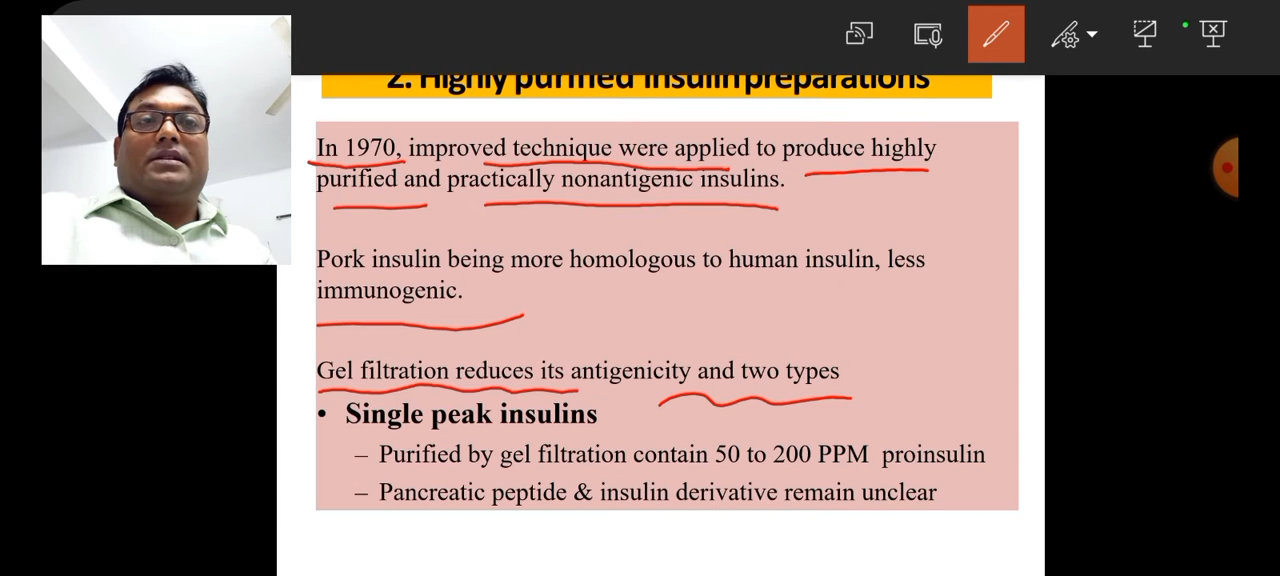 2. Highly purified insulin preparations
In 1970, improved technique were applied to produce highly
purified and practically nonantigenic insulins.
Pork insulin being more homologous to human insulin, less
immunogenic.
Gel filtration reduces its antigenicity and two types
• Single peak insulins
– Purified by gel filtration contain 50 to 200 PPM proinsulin
– Pancreatic peptide & insulin derivative remain unclear